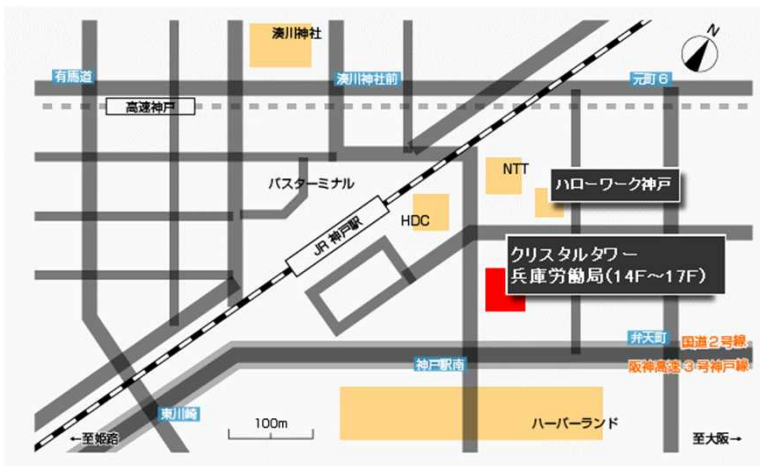 湊川神社
N
有馬道
湊川神社前
元町6
高速神戸
NTT
バスターミナル
ハローワーク神戸
HDC
JR 神戸駅
クリスタルタワー
兵庫労働局(14F～17F)
弁天町
国道2号線
神戸駅南
阪神高速3号神戸線
東川崎
100m
ハーバーランド
←至姫路
至大阪→